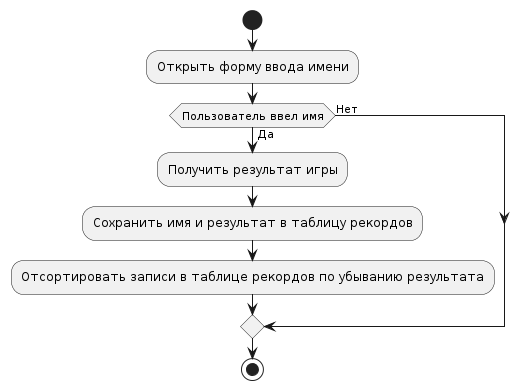 Открыть форму ввода имени
Пользователь ввел имя
Нет
Да
Получить результат игры
Сохранить имя и результат в таблицу рекордов
Отсортировать записи в таблице рекордов по убыванию результата